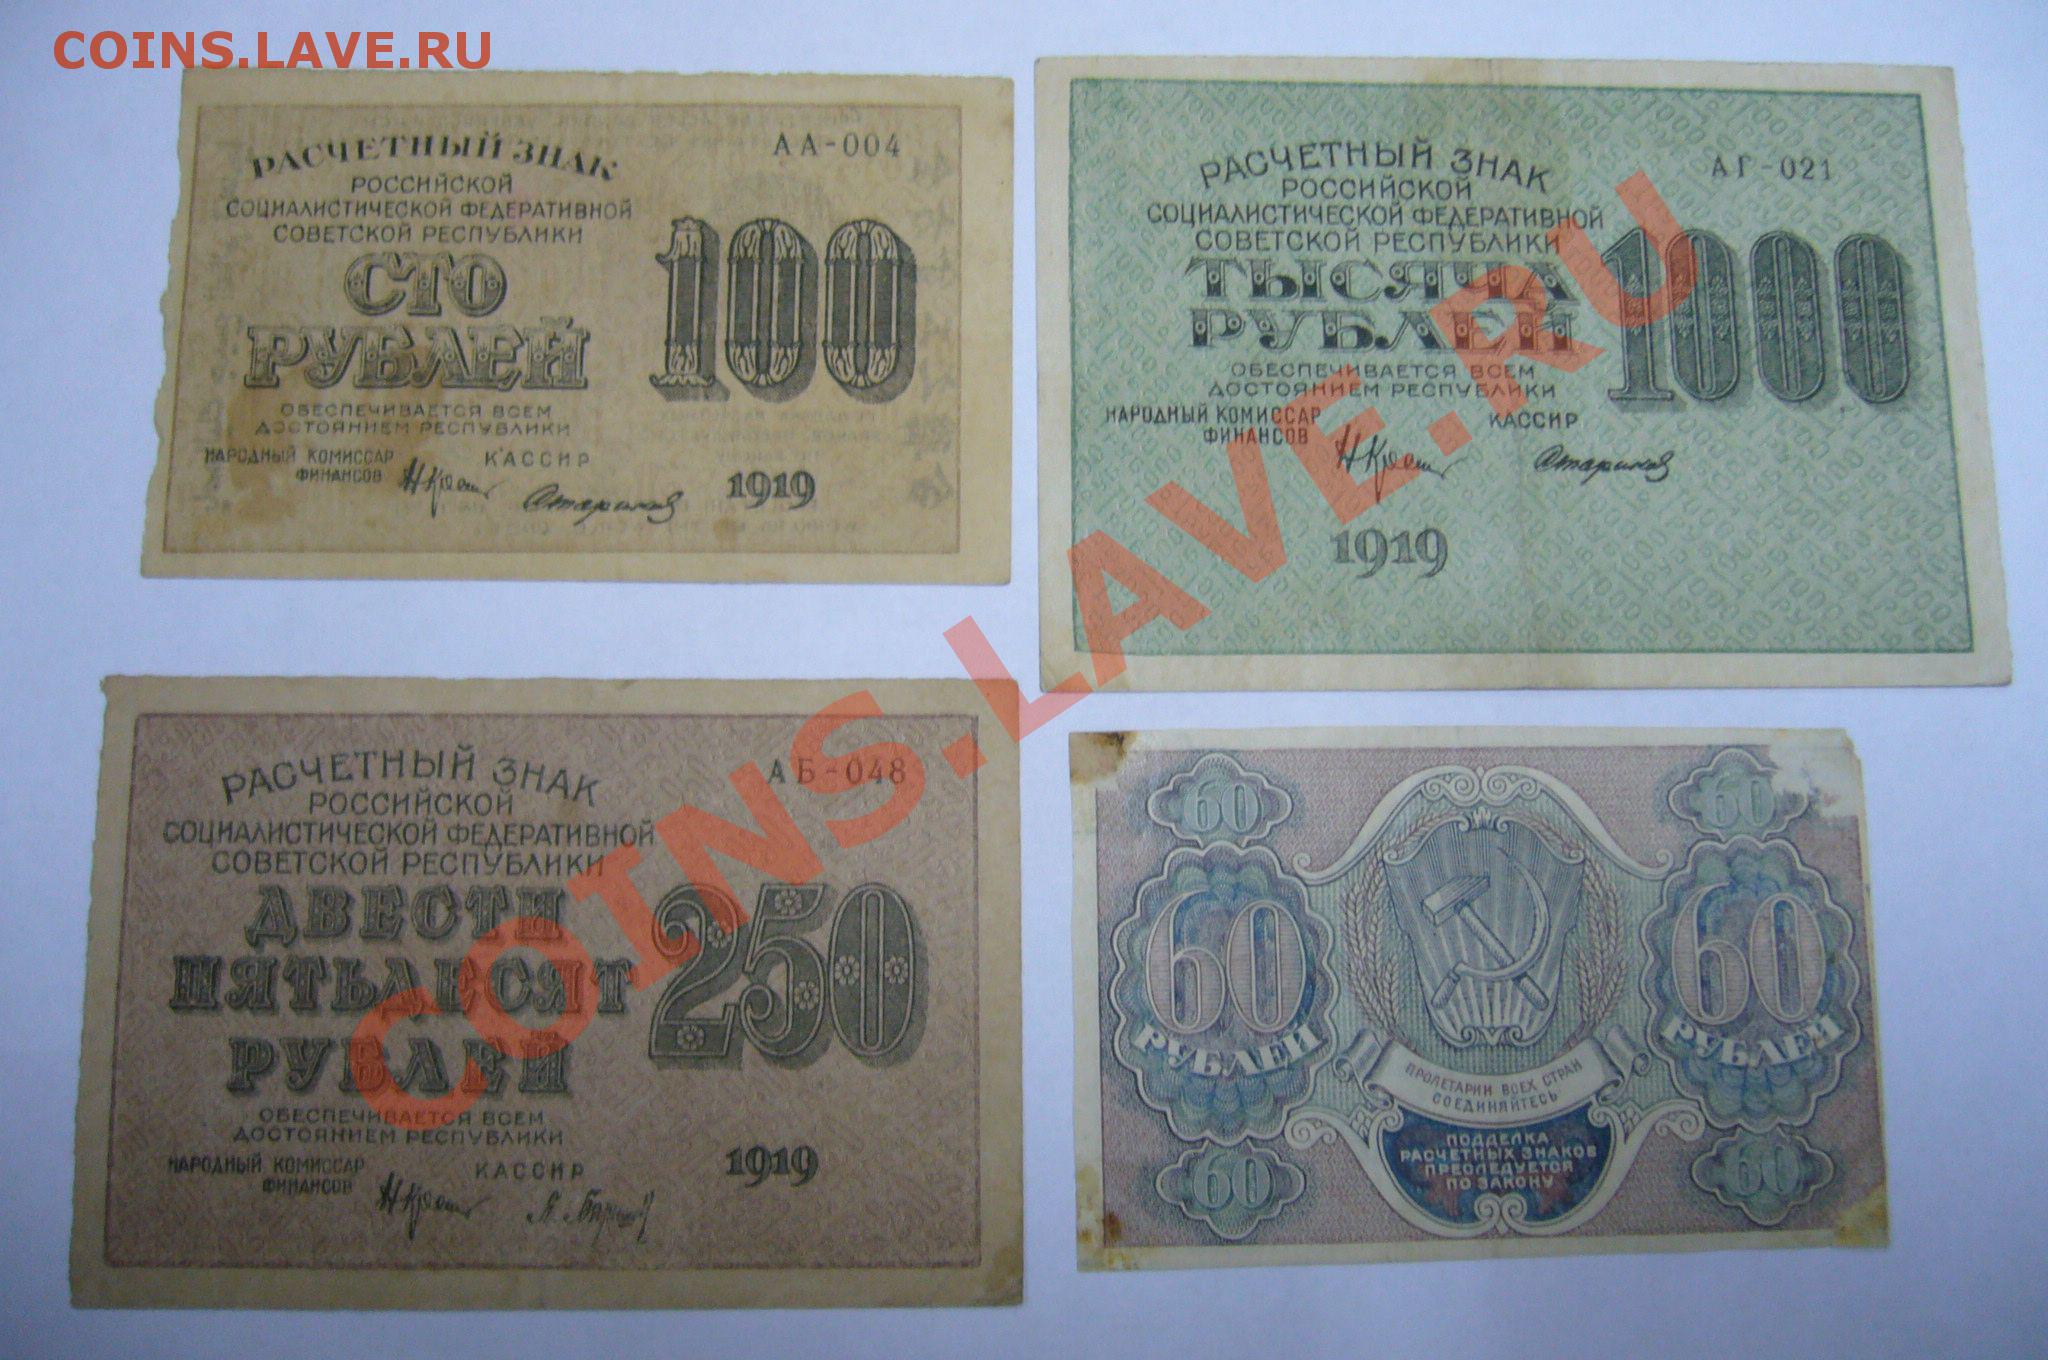 COINS.LAVE.RU
РАСЧЕТНЫЙ ЗНАК
АА-004
РОССИЙСКОЙ
СОЦИАЛИСТИЧЕСКОЙ ФЕДЕРАТИВНОЙ
СОВЕТСКОЙ РЕСПУБЛИКИ
СТО
РУБЛЕЙ
100
ОБЕСПЕЧИВАЕТСЯ ВСЕМ
ДОСТОЯНИЕМ РЕСПУБЛИКИ
НАРОДНЫЙ КОМИССАР
ФИНАНСОВ
КАССИР
1919
РАСЧЕТНЫЙ ЗНАК
АГ-021
РОССИЙСКОЙ
СОЦИАЛИСТИЧЕСКОЙ ФЕДЕРАТИВНОЙ
СОВЕТСКОЙ РЕСПУБЛИКИ
ТЫСЯЧА
РУБЛЕЙ
1000
ОБЕСПЕЧИВАЕТСЯ ВСЕМ
ДОСТОЯНИЕМ РЕСПУБЛИКИ
НАРОДНЫЙ КОМИССАР
ФИНАНСОВ
КАССИР
1919
РАСЧЕТНЫЙ ЗНАК
АБ-048
РОССИЙСКОЙ
СОЦИАЛИСТИЧЕСКОЙ ФЕДЕРАТИВНОЙ
СОВЕТСКОЙ РЕСПУБЛИКИ
ДВЕСТИ
ПЯТЬДЕСЯТ
РУБЛЕЙ
250
ОБЕСПЕЧИВАЕТСЯ ВСЕМ
ДОСТОЯНИЕМ РЕСПУБЛИКИ
НАРОДНЫЙ КОМИССАР
ФИНАНСОВ
КАССИР
1919
60 60
60 60
РУБЛЕЙ РУБЛЕЙ
ПРОЛЕТАРИИ ВСЕХ СТРАН
СОЕДИНЯЙТЕСЬ
ПОДДЕЛКА
РАСЧЕТНЫХ ЗНАКОВ
ПРЕСЛЕДУЕТСЯ
ПО ЗАКОНУ
60 60
COINS.LAVE.RU